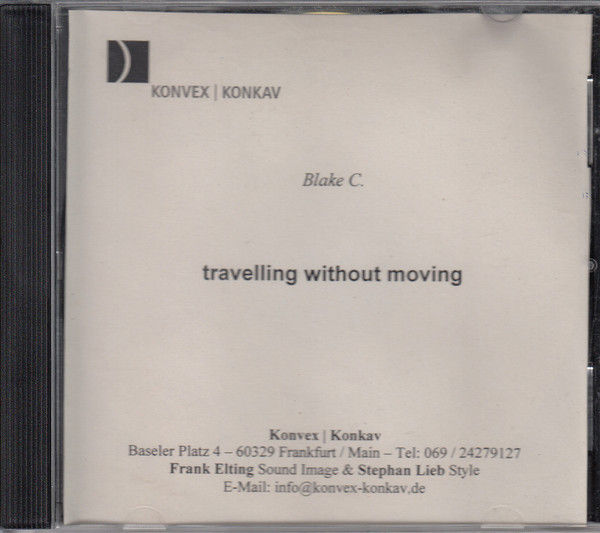 KONVEX | KONKAV
Blake C.
travelling without moving
Konvex | Konkav
Baseler Platz 4 – 60329 Frankfurt / Main – Tel: 069 / 24279127
Frank Elting Sound Image & Stephan Lieb Style
E-Mail: info@konvex-konkav.de